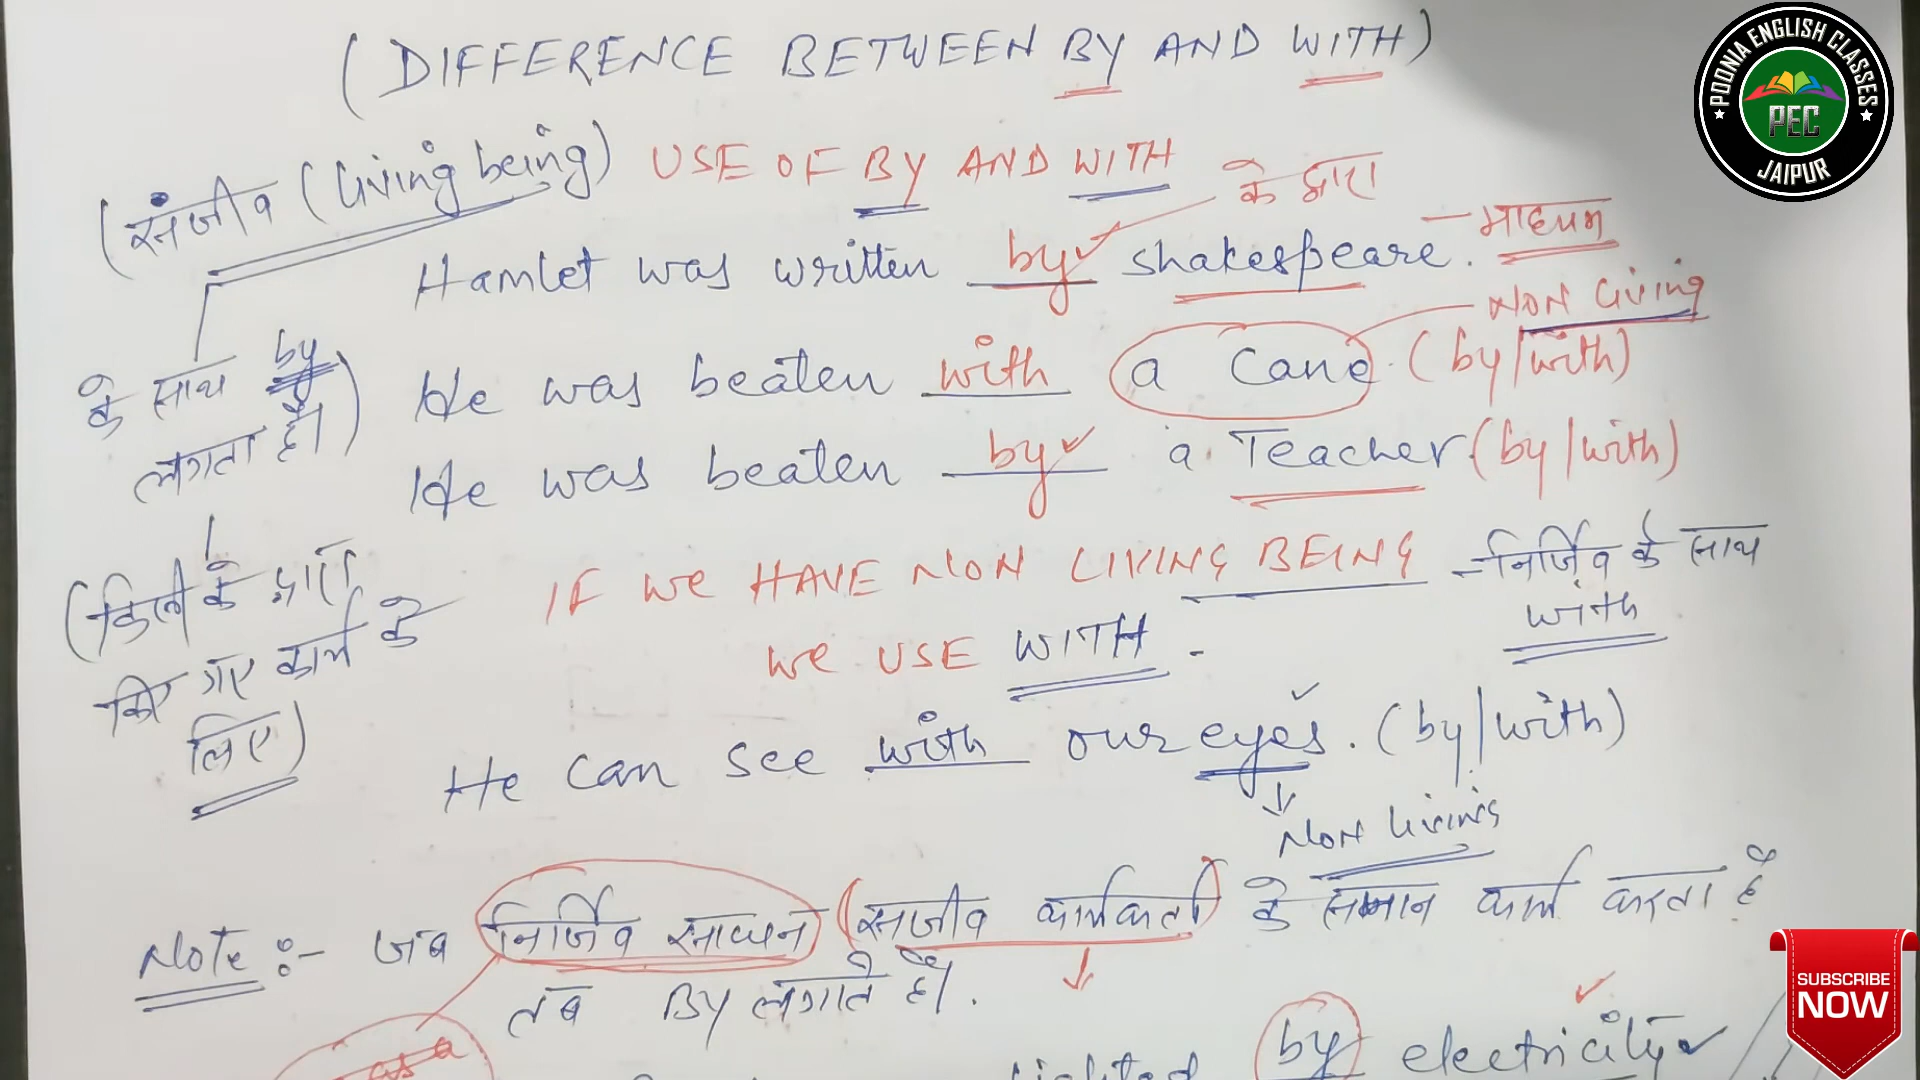 (DIFFERENCE BETWEEN BY AND WITH)
POONIA ENGLISH CLASSES
PEC
JAIPUR
(सजीव (Living being)
USE OF BY AND WITH
के द्वारा
Hamlet was written by shakespeare.
माध्यम
Non living
के साथ by
लगता है।)
He was beaten with a Cane. (by/with)
He was beaten by a Teacher. (by/with)
(किसी के द्वारा
किए गए कार्य के
लिए)
IF We HAVE NON LIVING BEING
निर्जिव के साथ
with
We USE WITH.
He can see with our eyes. (by/with)
Non living
Note :- जब निर्जिव साधन (सजीव कार्यकर्ता) के समान कार्य करता है
तब By लगाते हैं।
as a
lighted by electricity
SUBSCRIBE
NOW